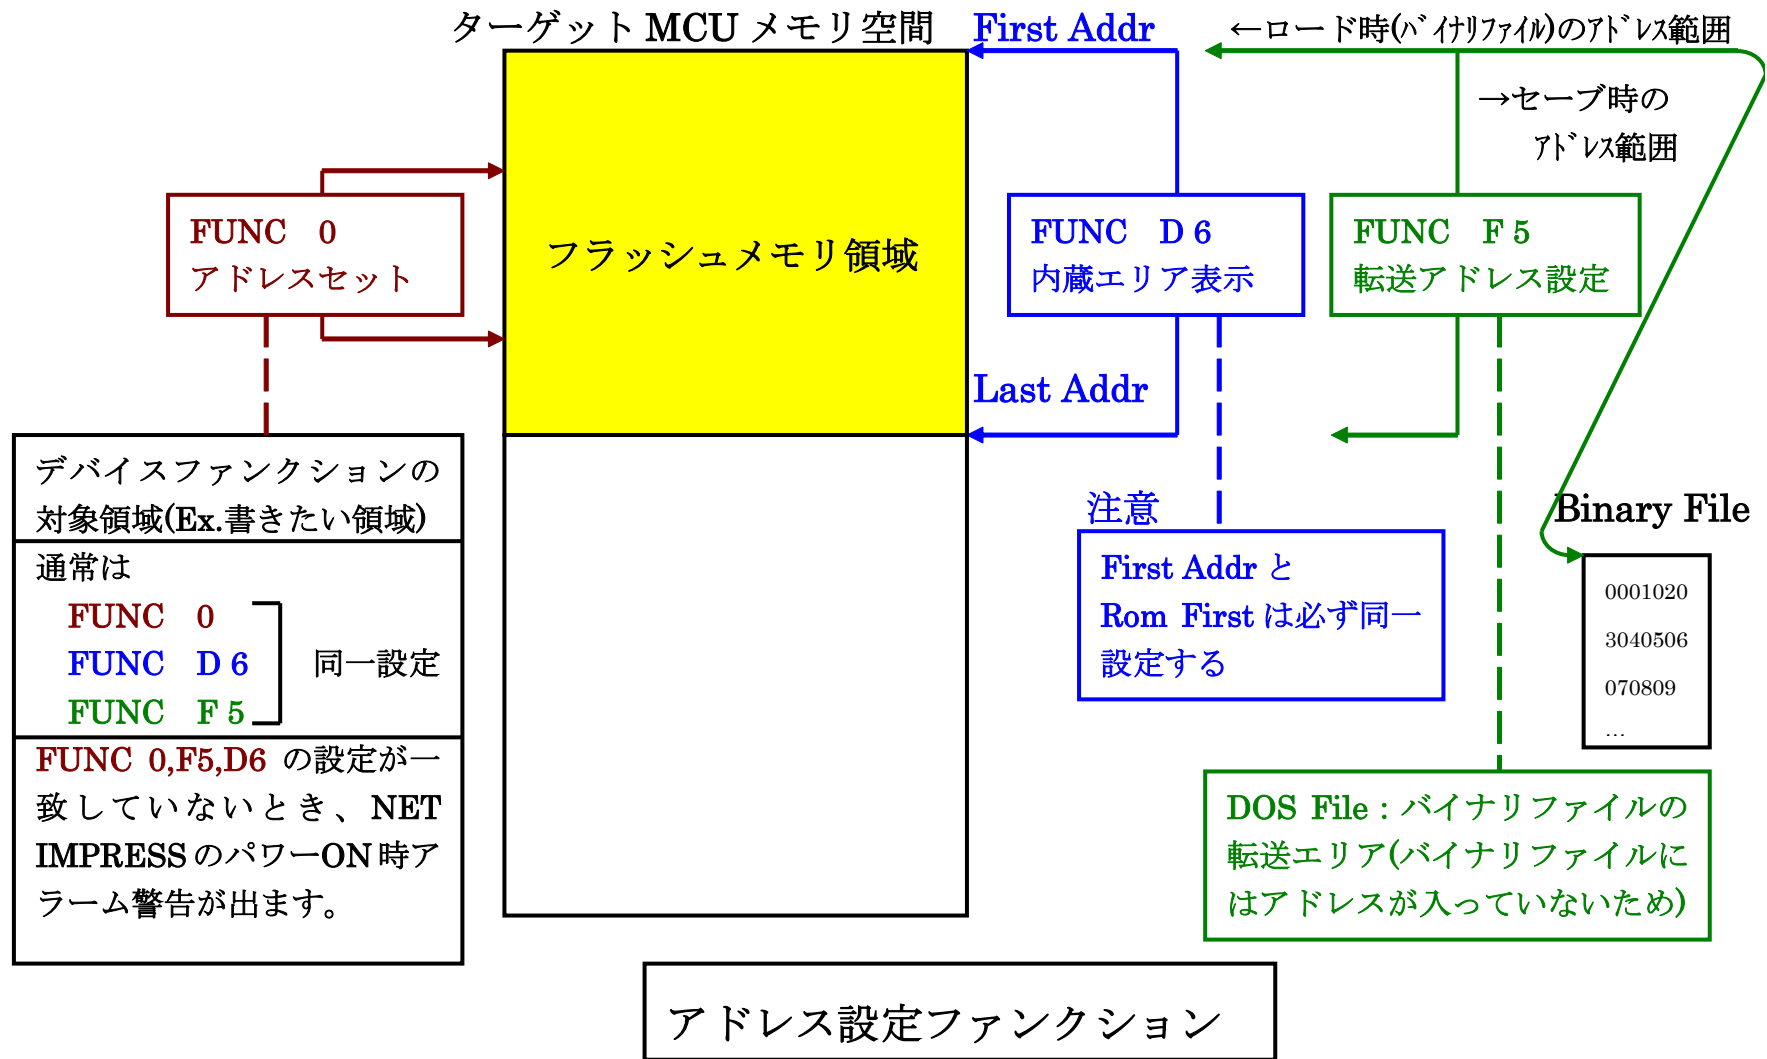 ターゲット MCU メモリ空間
First Addr
←ロード時(ﾊﾞｲﾅﾘﾌｧｲﾙ)のｱﾄﾞﾚｽ範囲
→セーブ時の
ｱﾄﾞﾚｽ範囲
FUNC 0
アドレスセット
フラッシュメモリ領域
FUNC D 6
内蔵エリア表示
FUNC F 5
転送アドレス設定
Last Addr
デバイスファンクションの
対象領域(Ex.書きたい領域)
通常は
FUNC 0
FUNC D 6
FUNC F 5
同一設定
FUNC 0,F5,D6 の設定が一
致していないとき、NET
IMPRESS のパワーON 時ア
ラーム警告が出ます。
注意
First Addr と
Rom First は必ず同一
設定する
Binary File
0001020
3040506
070809
…
DOS File : バイナリファイルの
転送エリア(バイナリファイルに
はアドレスが入っていないため)
アドレス設定ファンクション